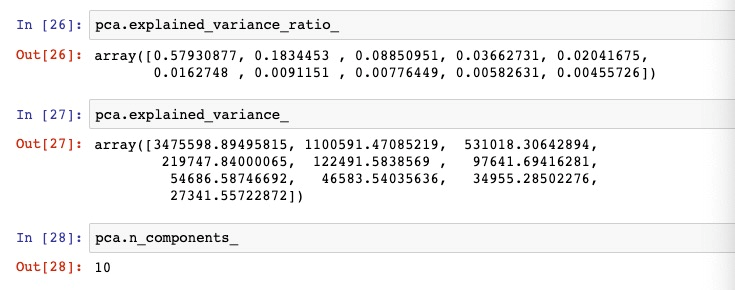 In [26]: pca.explained_variance_ratio_
Out[26]: array([0.57930877, 0.1834453 , 0.08850951, 0.03662731, 0.02041675,
0.0162748 , 0.0091151 , 0.00776449, 0.00582631, 0.00455726])
In [27]: pca.explained_variance_
Out[27]: array([3475598.89495815, 1100591.47085219, 531018.30642894,
219747.84000065, 122491.5838569 , 97641.69416281,
54686.58746692, 46583.54035636, 34955.28502276,
27341.55722872])
In [28]: pca.n_components_
Out[28]: 10